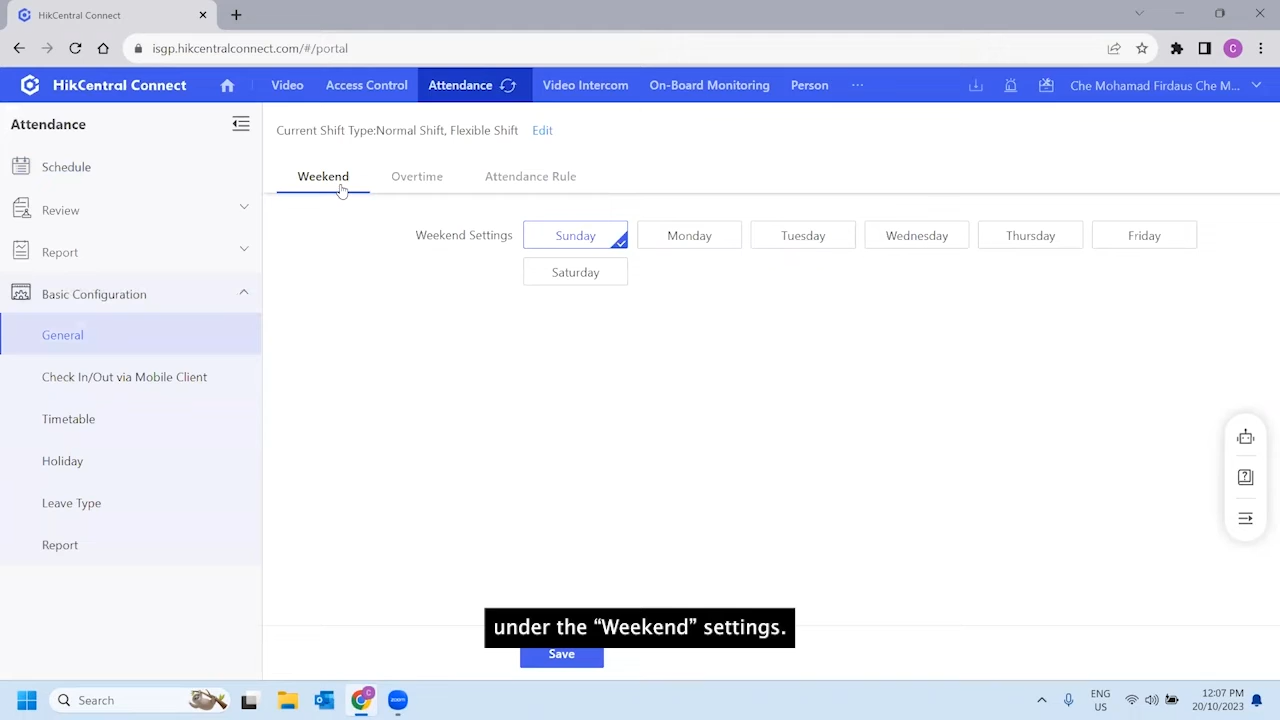 HikCentral Connect
isgp.hikcentralconnect.com/#/portal
C
HikCentral Connect
Video
Access Control
Attendance
Video Intercom
On-Board Monitoring
Person
···
Che Mohamad Firdaus Che M...
Attendance
Schedule
Review
Report
Basic Configuration
General
Check In/Out via Mobile Client
Timetable
Holiday
Leave Type
Report
Current Shift Type:Normal Shift, Flexible Shift Edit
Weekend
Overtime
Attendance Rule
Weekend Settings
Sunday
Monday
Tuesday
Wednesday
Thursday
Friday
Saturday
under the “Weekend” settings.
Save
Search
C
zoom
ENG
US
12:07 PM
20/10/2023